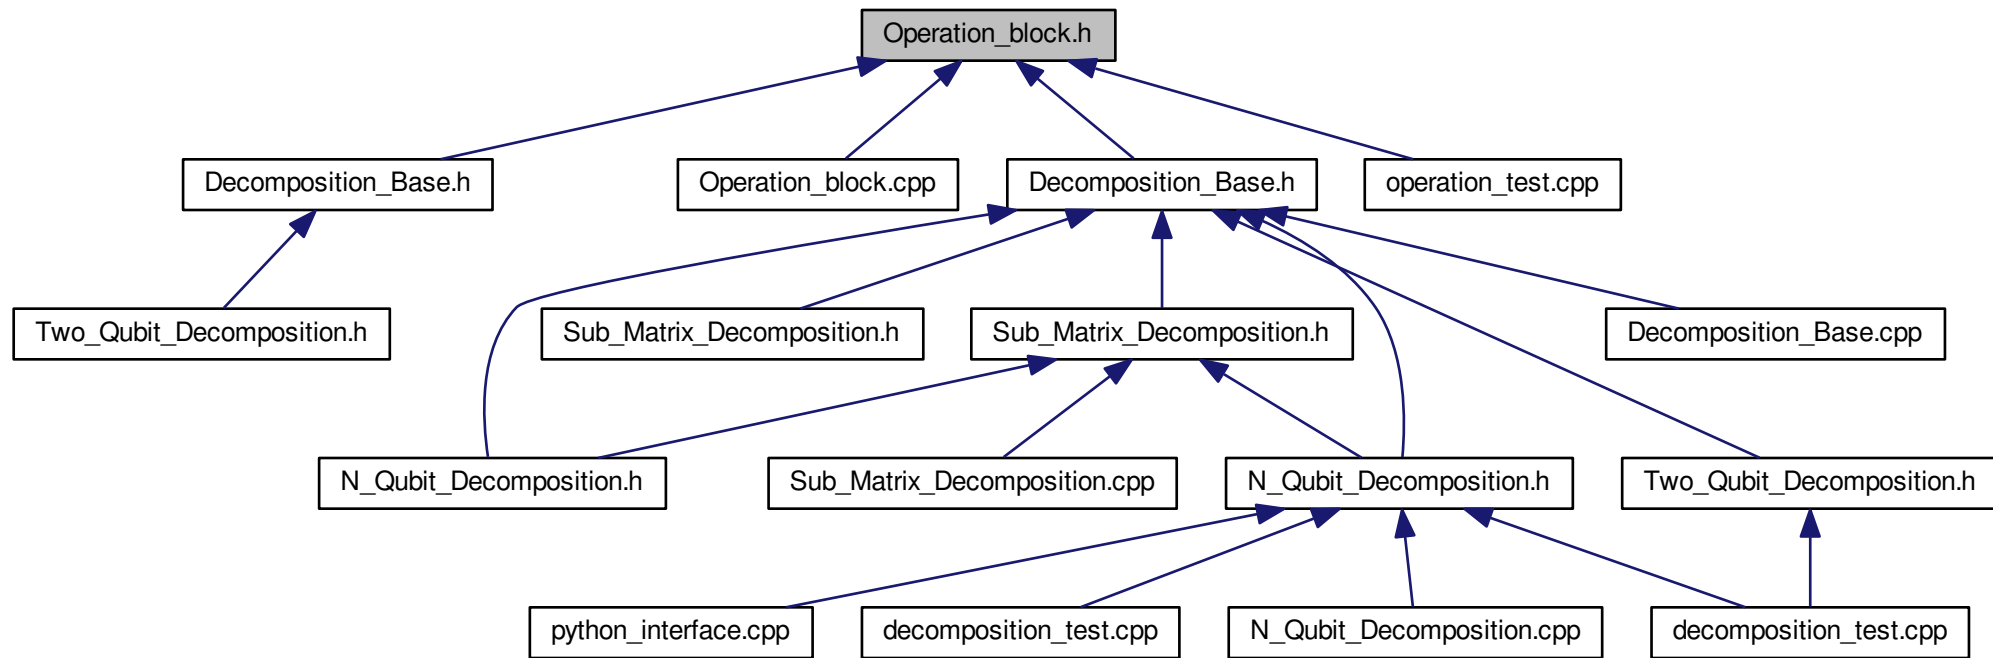 Operation_block.h
Decomposition_Base.h
Operation_block.cpp
Decomposition_Base.h
operation_test.cpp
Two_Qubit_Decomposition.h
Sub_Matrix_Decomposition.h
Sub_Matrix_Decomposition.h
Decomposition_Base.cpp
N_Qubit_Decomposition.h
Sub_Matrix_Decomposition.cpp
N_Qubit_Decomposition.h
Two_Qubit_Decomposition.h
python_interface.cpp
decomposition_test.cpp
N_Qubit_Decomposition.cpp
decomposition_test.cpp